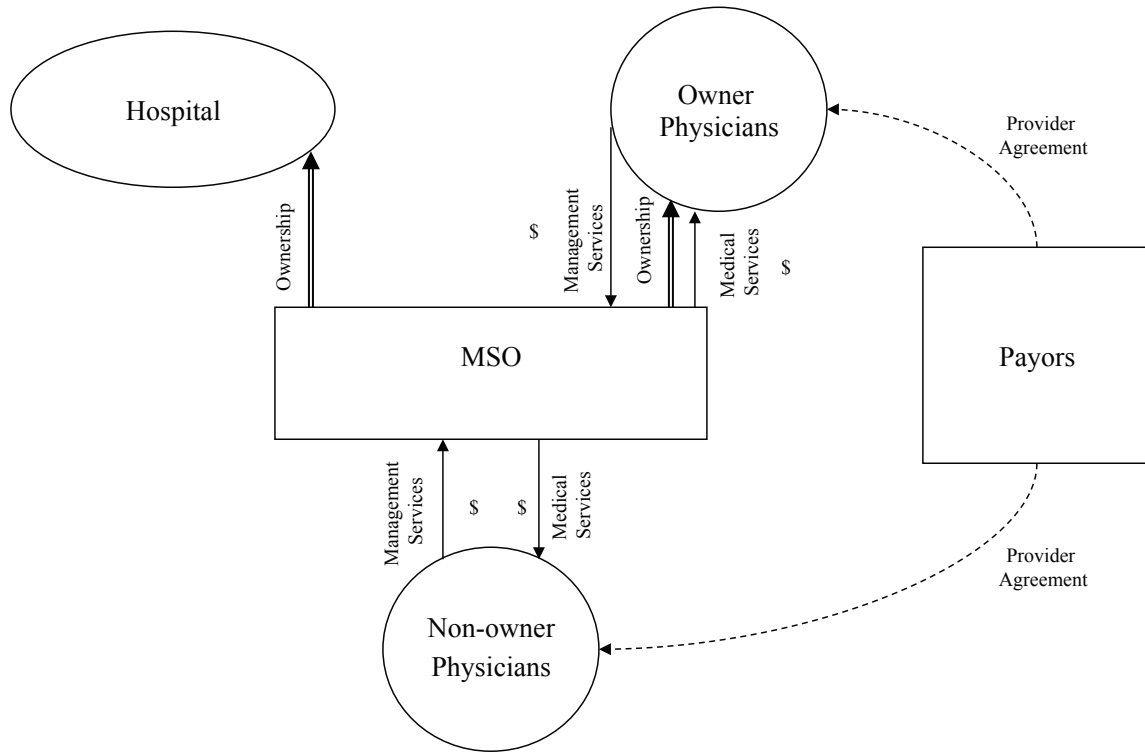 Hospital
Owner
Physicians
Provider
Agreement
Ownership
$
Management
Services
Ownership
Medical
Services
$
MSO
Payors
Management
Services
$
$
Medical
Services
Provider
Agreement
Non-owner
Physicians